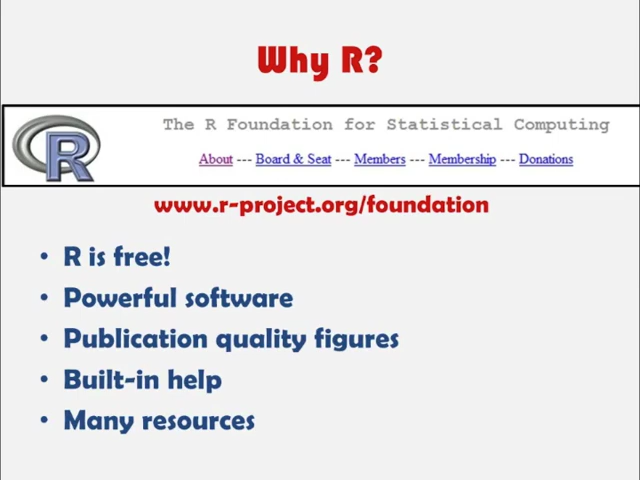 Why R?
R
The R Foundation for Statistical Computing
About --- Board & Seat --- Members --- Membership --- Donations
www.r-project.org/foundation
• R is free!
• Powerful software
• Publication quality figures
• Built-in help
• Many resources